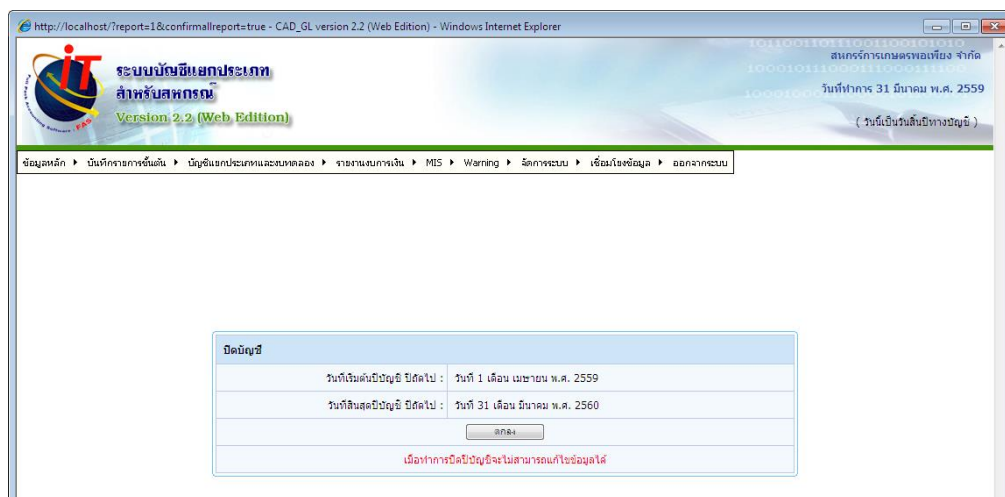 http://localhost/?report=1&confirmallreport=true - CAD_GL version 2.2 (Web Edition) - Windows Internet Explorer
iT
ระบบบัญชีแยกประเภท
สำหรับสหกรณ์
Version 2.2 (Web Edition)
สหกรณ์การเกษตรพอเพียง จำกัด
วันที่ทำการ 31 มีนาคม พ.ศ. 2559
( วันนี้เป็นวันสิ้นปีทางบัญชี )
ข้อมูลหลัก บันทึกรายการขั้นต้น บัญชีแยกประเภทและงบทดลอง รายงานงบการเงิน MIS Warning จัดการระบบ เชื่อมโยงข้อมูล ออกจากระบบ
ปิดบัญชี
วันที่เริ่มต้นปีบัญชี ปีถัดไป : วันที่ 1 เดือน เมษายน พ.ศ. 2559
วันที่สิ้นสุดปีบัญชี ปีถัดไป : วันที่ 31 เดือน มีนาคม พ.ศ. 2560
ตกลง
เมื่อทำการปิดปีบัญชีจะไม่สามารถแก้ไขข้อมูลได้